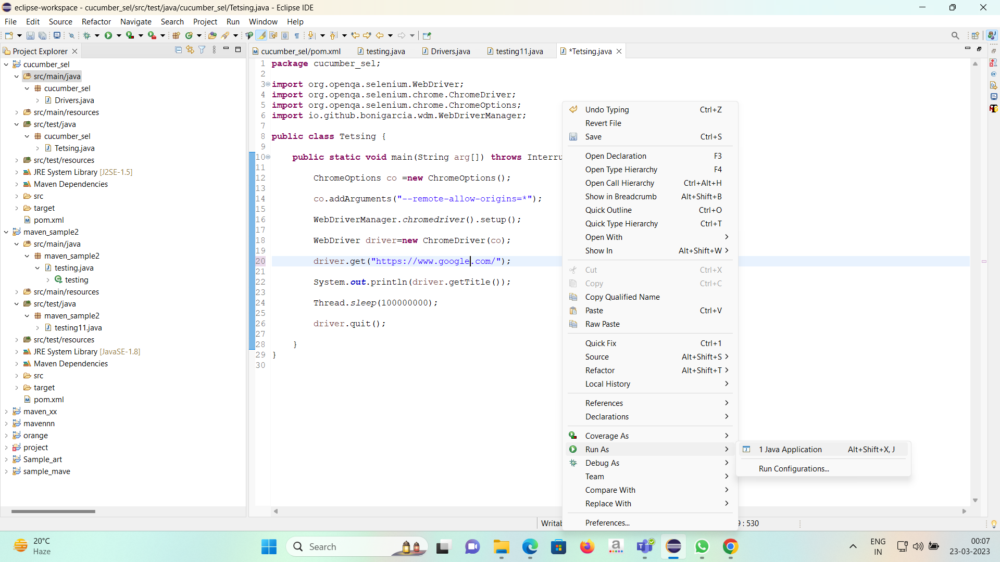 eclipse-workspace - cucumber_sel/src/test/java/cucumber_sel/Tetsing.java - Eclipse IDE
File Edit Source Refactor Navigate Search Project Run Window Help
Project Explorer
cucumber_sel
src/main/java
cucumber_sel
Drivers.java
src/main/resources
src/test/java
cucumber_sel
Tetsing.java
src/test/resources
JRE System Library [J2SE-1.5]
Maven Dependencies
src
target
pom.xml
maven_sample2
src/main/java
maven_sample2
testing.java
testing
src/main/resources
src/test/java
maven_sample2
testing11.java
src/test/resources
JRE System Library [JavaSE-1.8]
Maven Dependencies
src
target
pom.xml
maven_xx
mavennn
orange
project
Sample_art
sample_mave
cucumber_sel/pom.xml testing.java Drivers.java testing11.java *Tetsing.java
1 package cucumber_sel;
2
3 import org.openqa.selenium.WebDriver;
4 import org.openqa.selenium.chrome.ChromeDriver;
5 import org.openqa.selenium.chrome.ChromeOptions;
6 import io.github.bonigarcia.wdm.WebDriverManager;
7
8 public class Tetsing {
9
10 public static void main(String arg[]) throws Interru
11
12 ChromeOptions co =new ChromeOptions();
13
14 co.addArguments("--remote-allow-origins=*");
15
16 WebDriverManager.chromedriver().setup();
17
18 WebDriver driver=new ChromeDriver(co);
19
20 driver.get("https://www.google.com/");
21
22 System.out.println(driver.getTitle());
23
24 Thread.sleep(100000000);
25
26 driver.quit();
27
28 }
29 }
30
Undo Typing Ctrl+Z
Revert File
Save Ctrl+S
Open Declaration F3
Open Type Hierarchy F4
Open Call Hierarchy Ctrl+Alt+H
Show in Breadcrumb Alt+Shift+B
Quick Outline Ctrl+O
Quick Type Hierarchy Ctrl+T
Open With
Show In Alt+Shift+W
Cut Ctrl+X
Copy Ctrl+C
Copy Qualified Name
Paste Ctrl+V
Raw Paste
Quick Fix Ctrl+1
Source Alt+Shift+S
Refactor Alt+Shift+T
Local History
References
Declarations
Coverage As
Run As
Debug As
Team
Compare With
Replace With
Preferences...
1 Java Application Alt+Shift+X, J
Run Configurations...
Writab
9 : 530
20°C
Haze
Search
ENG
IN
00:07
23-03-2023